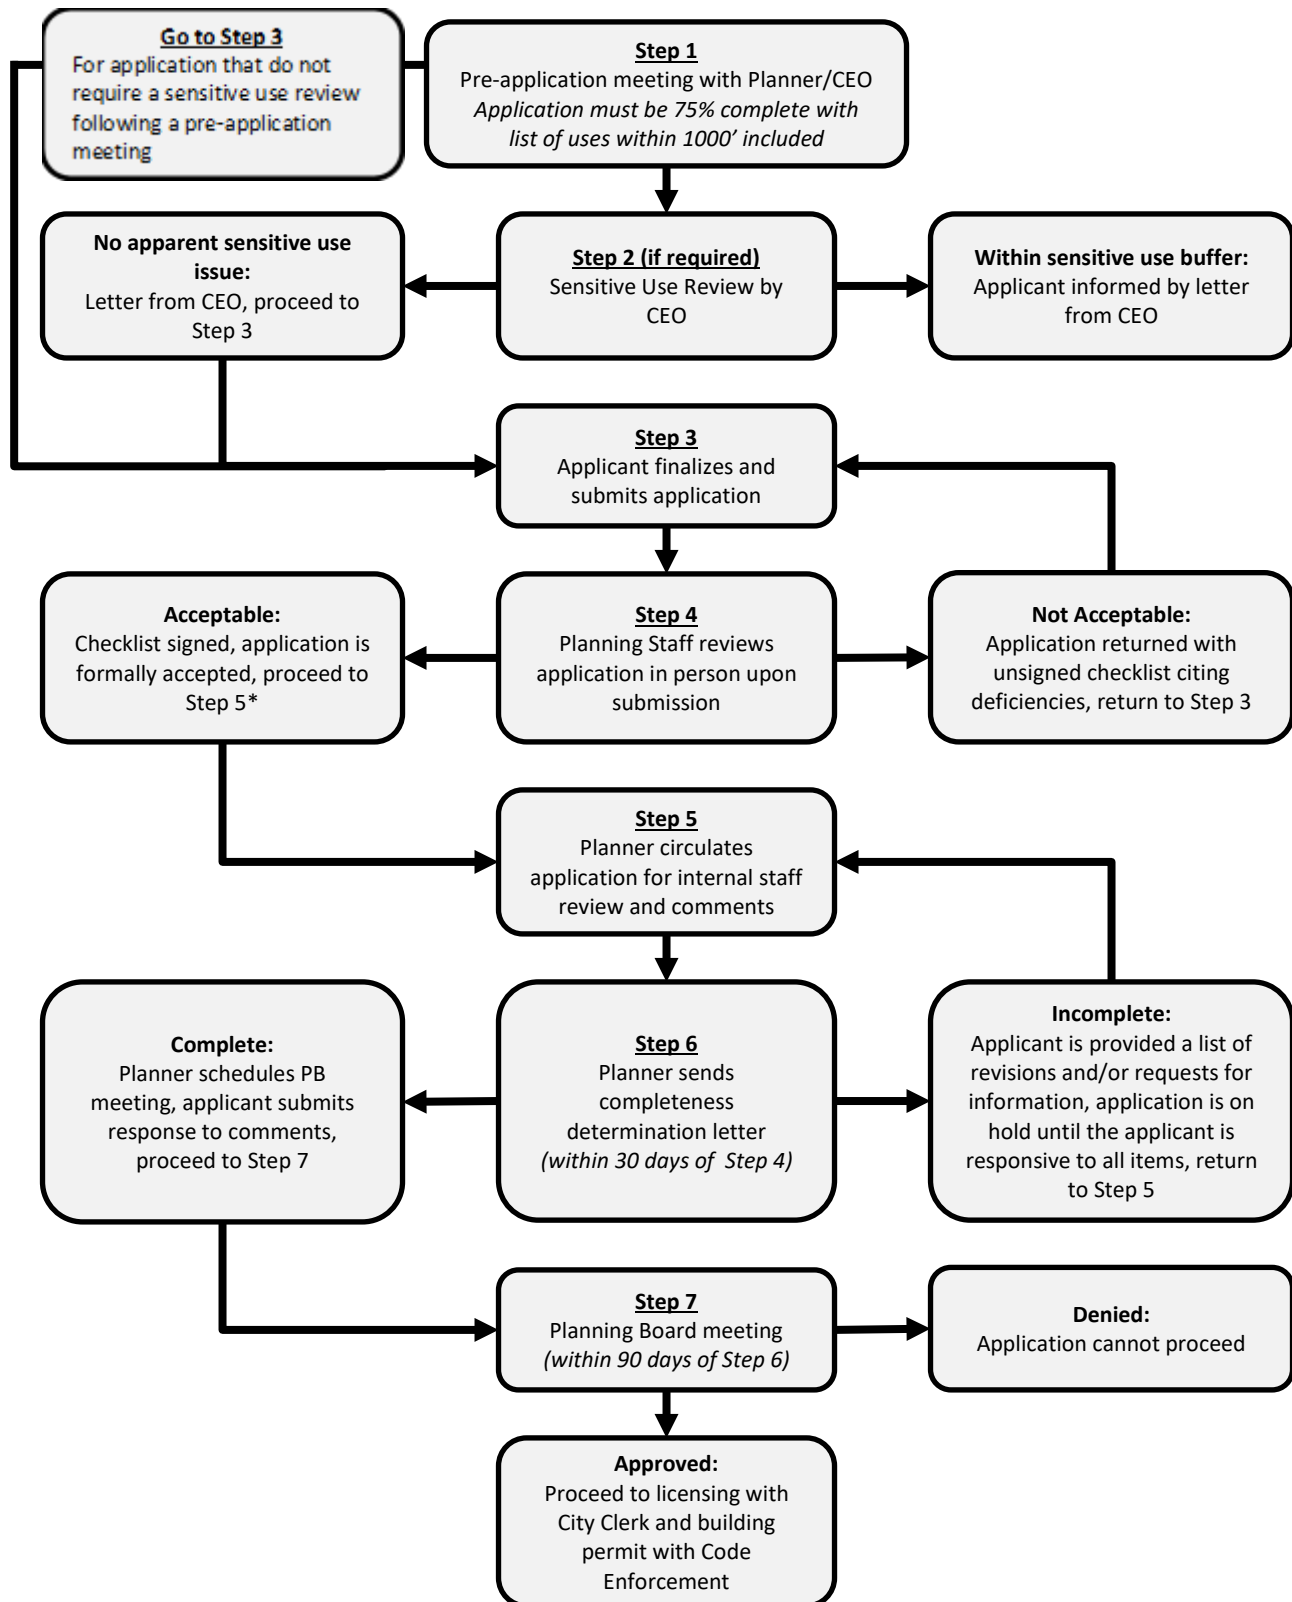 Go to Step 3
For application that do not
require a sensitive use review
following a pre-application
meeting
Step 1
Pre-application meeting with Planner/CEO
Application must be 75% complete with
list of uses within 1000’ included
No apparent sensitive use
issue:
Letter from CEO, proceed to
Step 3
Step 2 (if required)
Sensitive Use Review by
CEO
Within sensitive use buffer:
Applicant informed by letter
from CEO
Step 3
Applicant finalizes and
submits application
Acceptable:
Checklist signed, application is
formally accepted, proceed to
Step 5*
Step 4
Planning Staff reviews
application in person upon
submission
Not Acceptable:
Application returned with
unsigned checklist citing
deficiencies, return to Step 3
Step 5
Planner circulates
application for internal staff
review and comments
Complete:
Planner schedules PB
meeting, applicant submits
response to comments,
proceed to Step 7
Step 6
Planner sends
completeness
determination letter
(within 30 days of  Step 4)
Incomplete:
Applicant is provided a list of
revisions and/or requests for
information, application is on
hold until the applicant is
responsive to all items, return
to Step 5
Step 7
Planning Board meeting
(within 90 days of Step 6)
Denied:
Application cannot proceed
Approved:
Proceed to licensing with
City Clerk and building
permit with Code
Enforcement